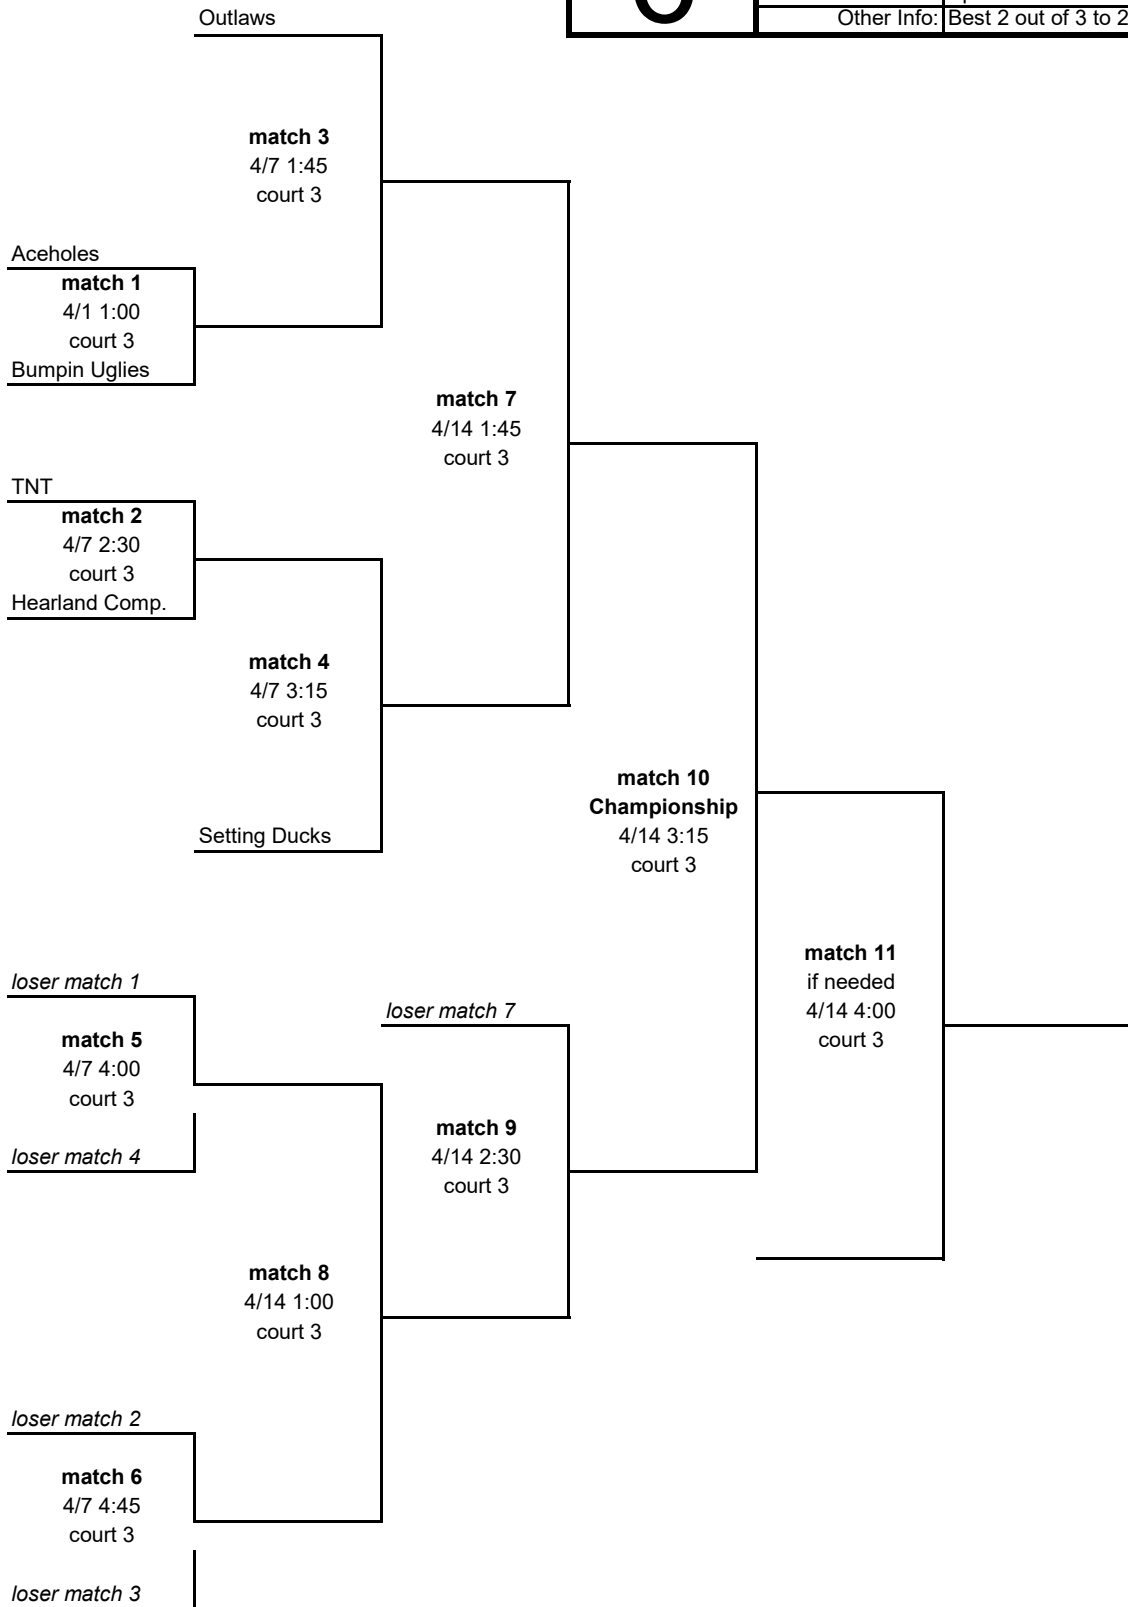 Outlaws
Other Info: Best 2 out of 3 to 2
match 3
4/7 1:45
court 3
Aceholes
match 1
4/1 1:00
court 3
Bumpin Uglies
match 7
4/14 1:45
court 3
TNT
match 2
4/7 2:30
court 3
Hearland Comp.
match 4
4/7 3:15
court 3
match 10
Championship
4/14 3:15
court 3
Setting Ducks
match 11
if needed
4/14 4:00
court 3
loser match 1
loser match 7
match 5
4/7 4:00
court 3
match 9
4/14 2:30
court 3
loser match 4
match 8
4/14 1:00
court 3
loser match 2
match 6
4/7 4:45
court 3
loser match 3